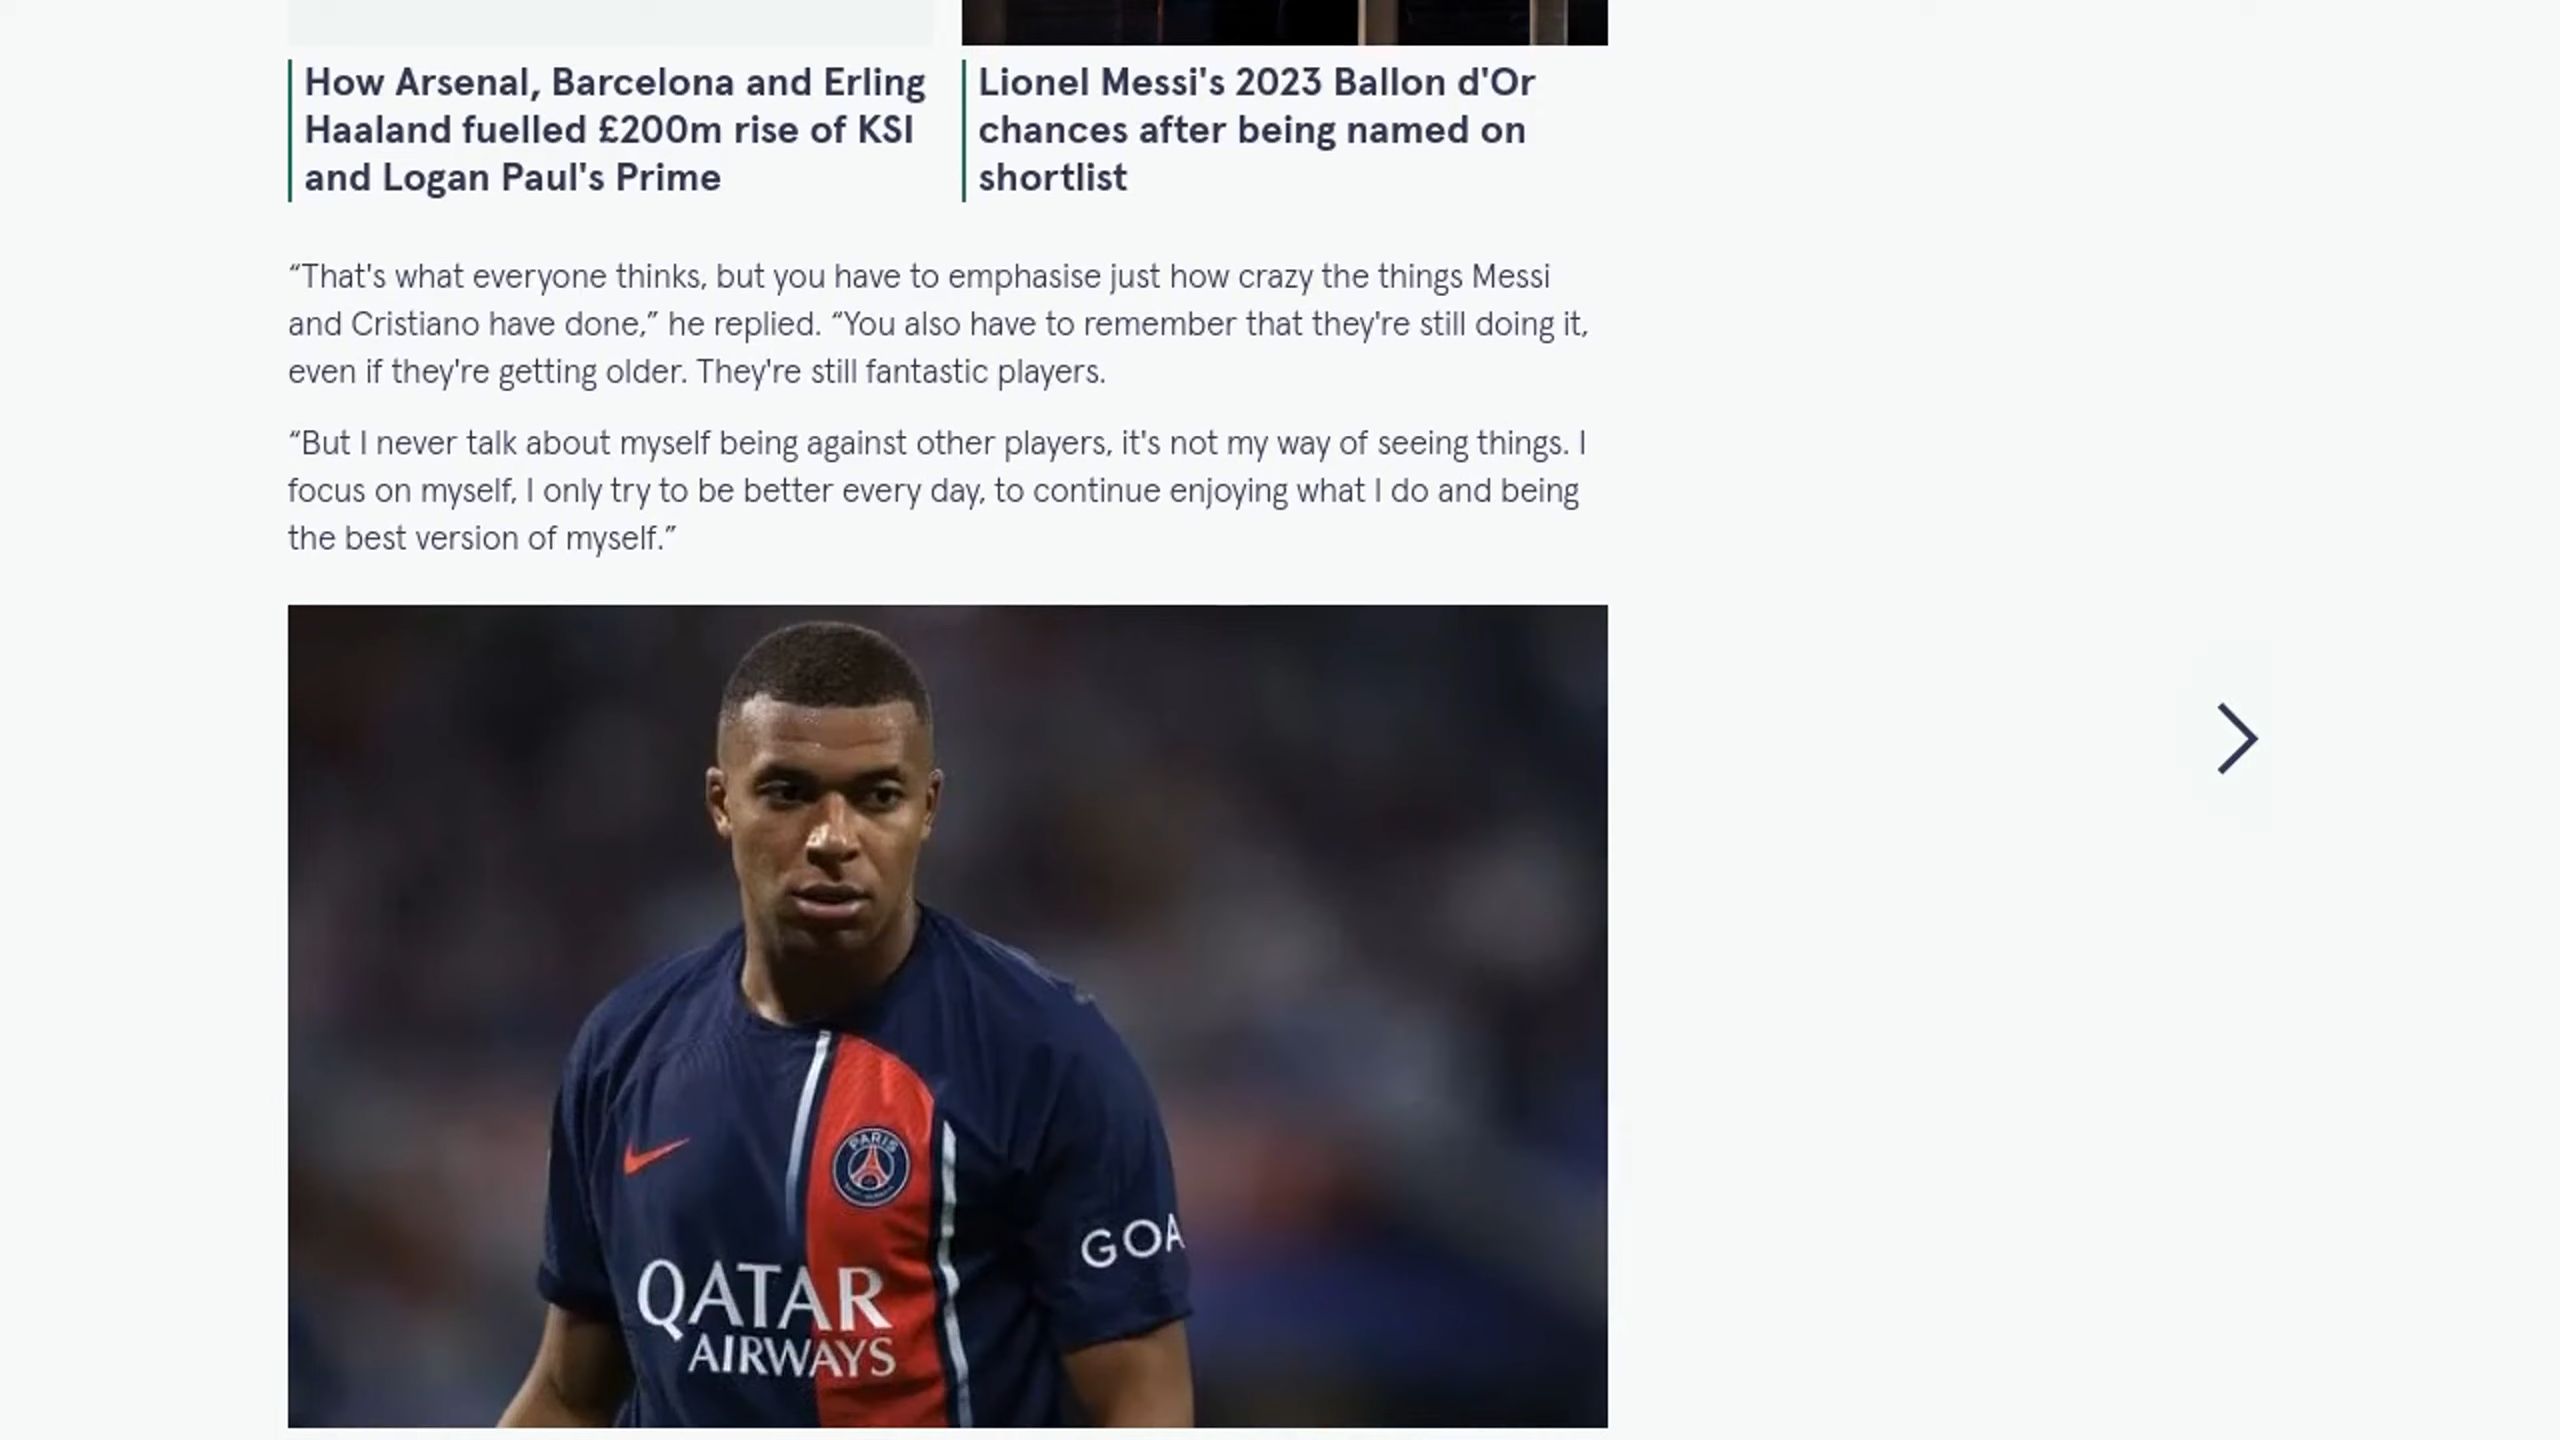 How Arsenal, Barcelona and Erling
Haaland fuelled £200m rise of KSI
and Logan Paul's Prime
Lionel Messi's 2023 Ballon d'Or
chances after being named on
shortlist
“That's what everyone thinks, but you have to emphasise just how crazy the things Messi
and Cristiano have done,” he replied. “You also have to remember that they're still doing it,
even if they're getting older. They're still fantastic players.
“But I never talk about myself being against other players, it's not my way of seeing things. I
focus on myself, I only try to be better every day, to continue enjoying what I do and being
the best version of myself.”
PARIS
GOA
QATAR
AIRWAYS